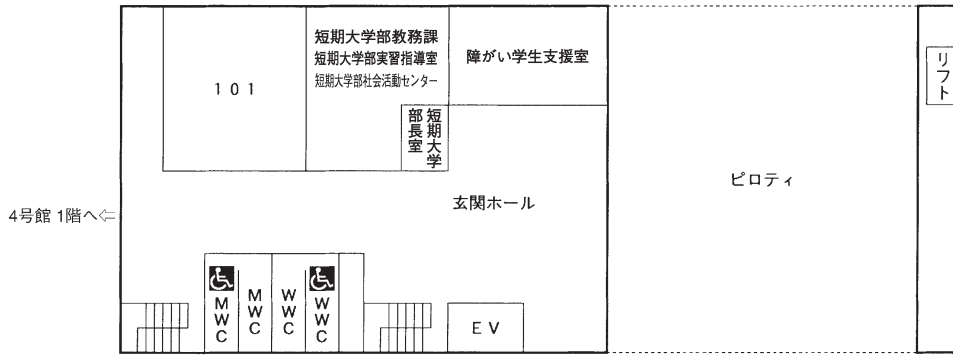 短期大学部教務課
短期大学部実習指導室
短期大学部社会活動センター
障がい学生支援室
リフト
101
短期大学
部長室
ピロティ
玄関ホール
4号館 1階へ⇦
MWC
MWC
WWC
WWC
EV